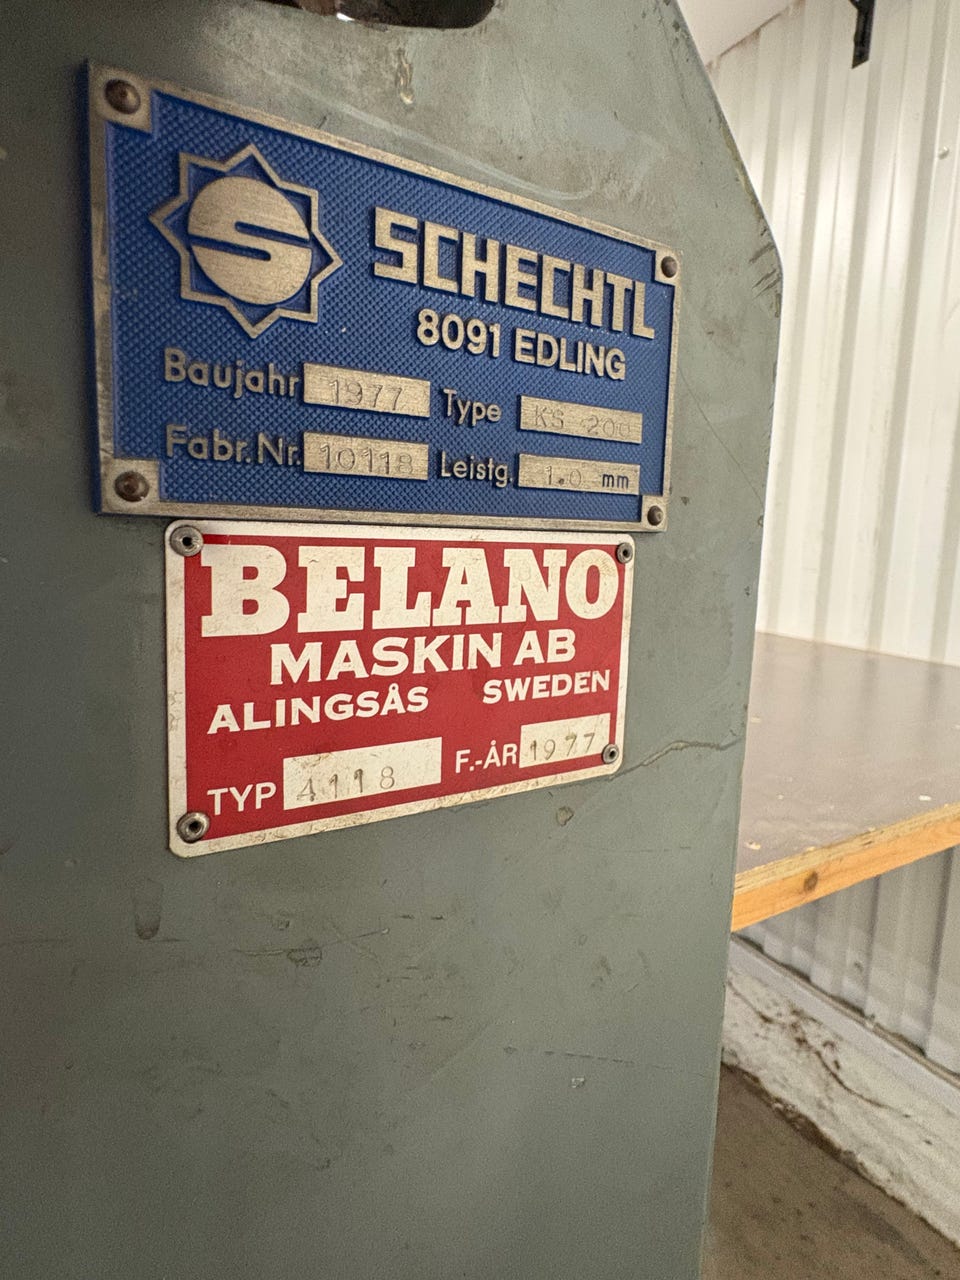 S
SCHECHTL
8091 EDLING
Baujahr 1977 Type KS 200
Fabr.Nr. 10118 Leistg. 1.0 mm
BELANO
MASKIN AB
ALINGSÅS SWEDEN
TYP 4118 F.-ÅR 1977